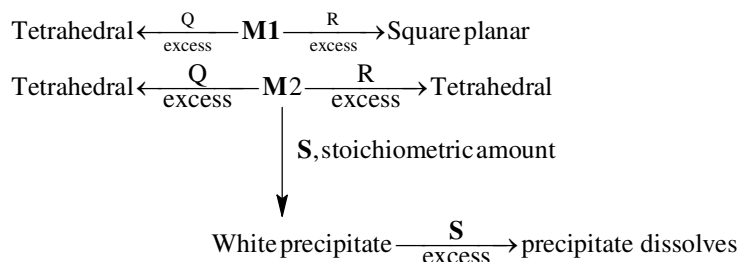 Tetrahedral Q excess M1 R excess Square planar
Tetrahedral Q excess M2 R excess Tetrahedral
S, stoichiometric amount
White precipitate S excess precipitate dissolves